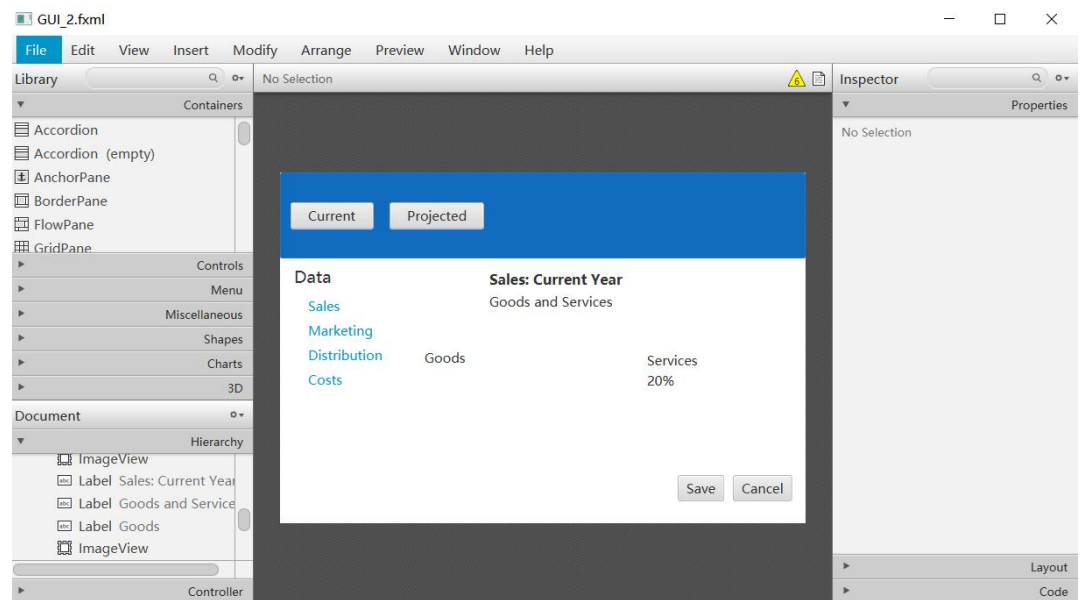 GUI_2.fxml
File Edit View Insert Modify Arrange Preview Window Help
Library
Containers
Accordion
Accordion (empty)
AnchorPane
BorderPane
FlowPane
GridPane
Controls
Menu
Miscellaneous
Shapes
Charts
3D
Document
Hierarchy
ImageView
Label Sales: Current Year
Label Goods and Service
Label Goods
ImageView
Controller
No Selection
6
Current Projected
Data
Sales
Marketing
Distribution
Costs
Sales: Current Year
Goods and Services
Goods
Services
20%
Save Cancel
Inspector
Properties
No Selection
Layout
Code